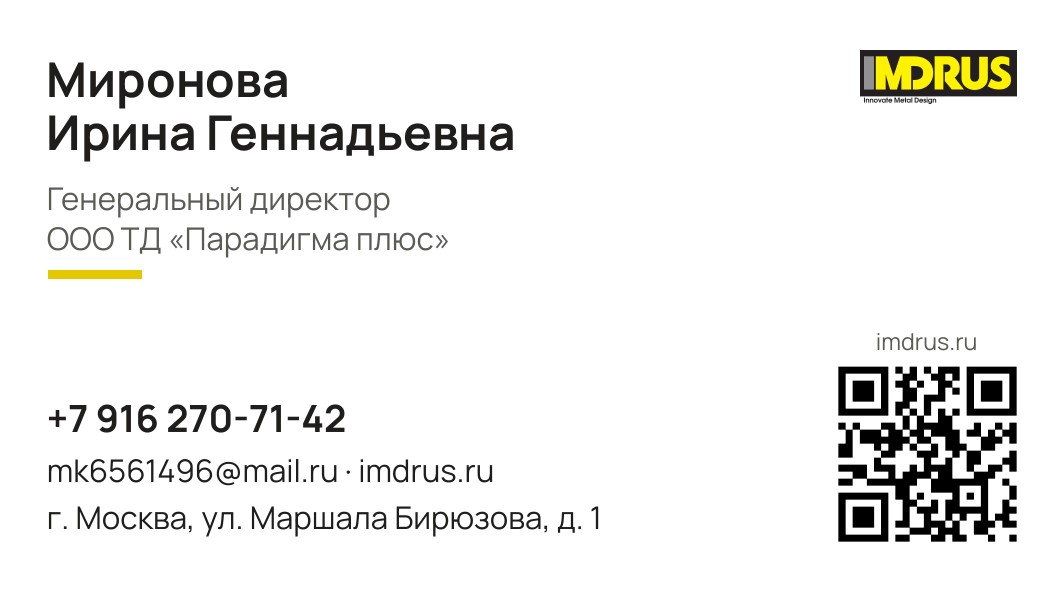 Миронова
Ирина Геннадьевна
Генеральный директор
ООО ТД «Парадигма плюс»
IMDRUS
Innovate Metal Design
imdrus.ru
+7 916 270-71-42
mk6561496@mail.ru · imdrus.ru
г. Москва, ул. Маршала Бирюзова, д. 1